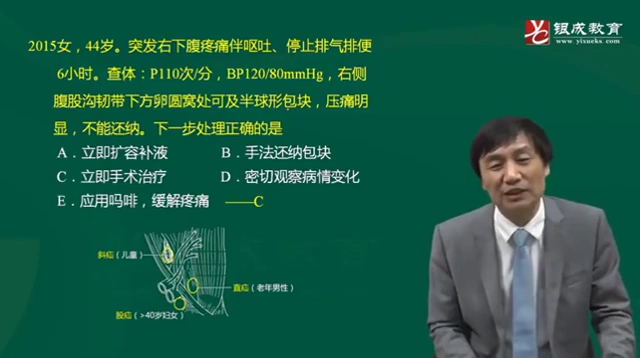 银成教育
www.yixueks.com
2015女，44岁。突发右下腹疼痛伴呕吐、停止排气排便
6小时。查体：P110次/分，BP120/80mmHg，右侧
腹股沟韧带下方卵圆窝处可及半球形包块，压痛明
显，不能还纳。下一步处理正确的是
A．立即扩容补液 B．手法还纳包块
C．立即手术治疗 D．密切观察病情变化
E．应用吗啡，缓解疼痛 ——C
斜疝（儿童）
直疝（老年男性）
股疝（>40岁妇女）